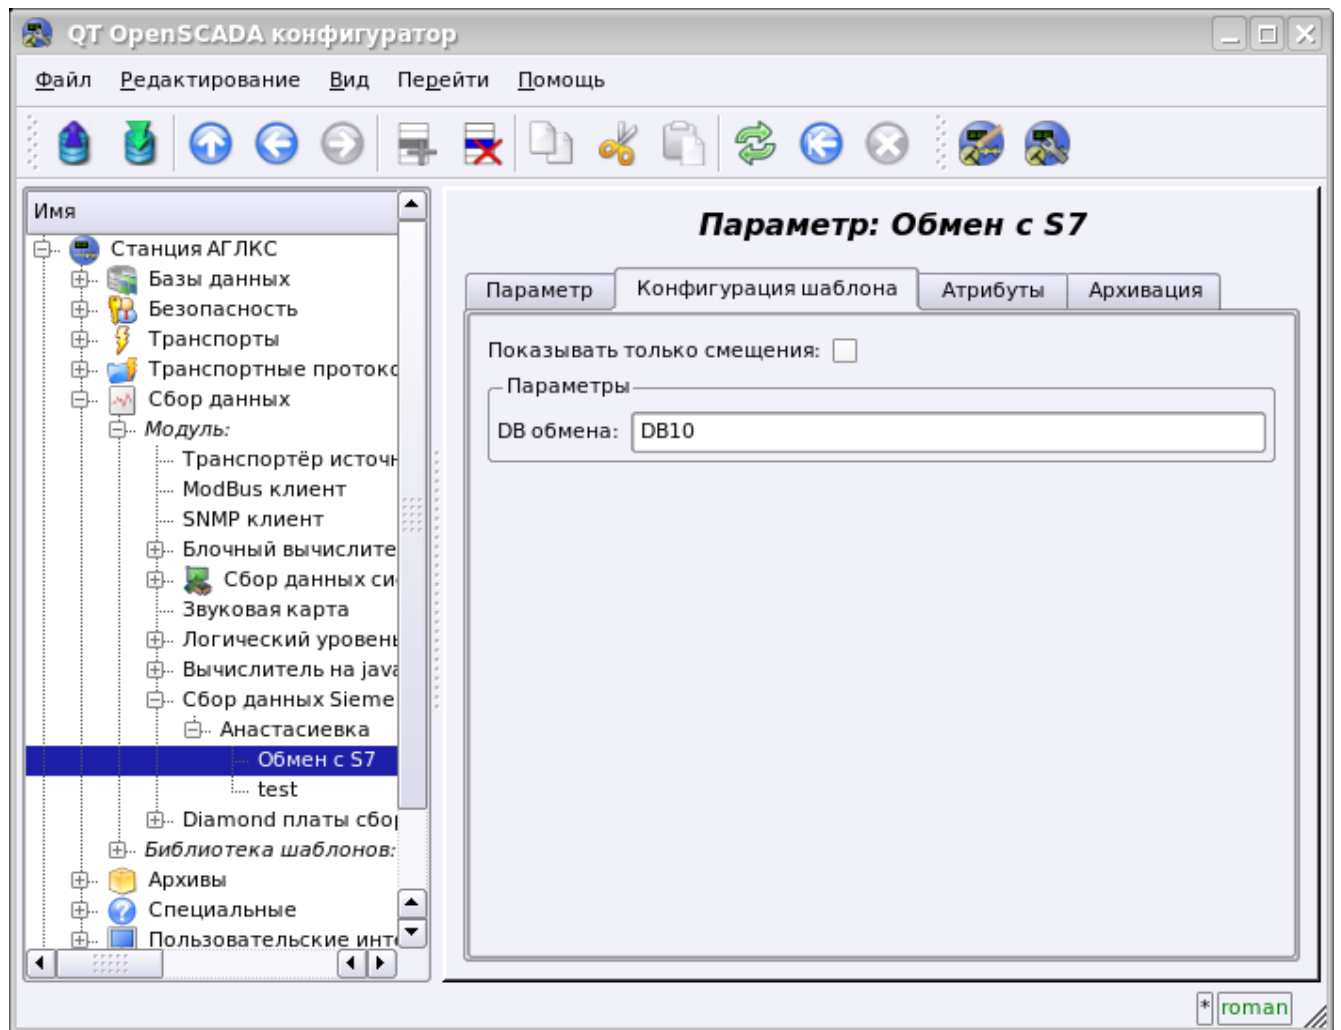 QT OpenSCADA конфигуратор
Файл Редактирование Вид Перейти Помощь
Имя
Станция АГЛКС
Базы данных
Безопасность
Транспорты
Транспортные протокс
Сбор данных
Модуль:
Транспортёр источн
ModBus клиент
SNMP клиент
Блочный вычислите
Сбор данных си
Звуковая карта
Логический уровень
Вычислитель на java
Сбор данных Sieme
Анастасиевка
Обмен с S7
test
Diamond платы сбор
Библиотека шаблонов:
Архивы
Специальные
Пользовательские инте
Параметр: Обмен с S7
Параметр Конфигурация шаблона Атрибуты Архивация
Показывать только смещения:
Параметры
DB обмена: DB10
* roman